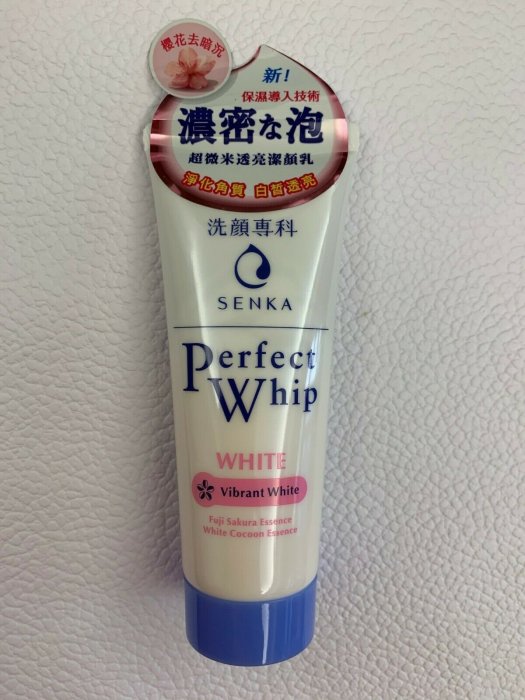 櫻花去暗沉
新!
保濕導入技術
濃密な泡
超微米透亮潔顏乳
淨化角質 白皙透亮
洗顔専科
SENKA
Perfect
Whip
WHITE
Vibrant White
Fuji Sakura Essence
White Cocoon Essence